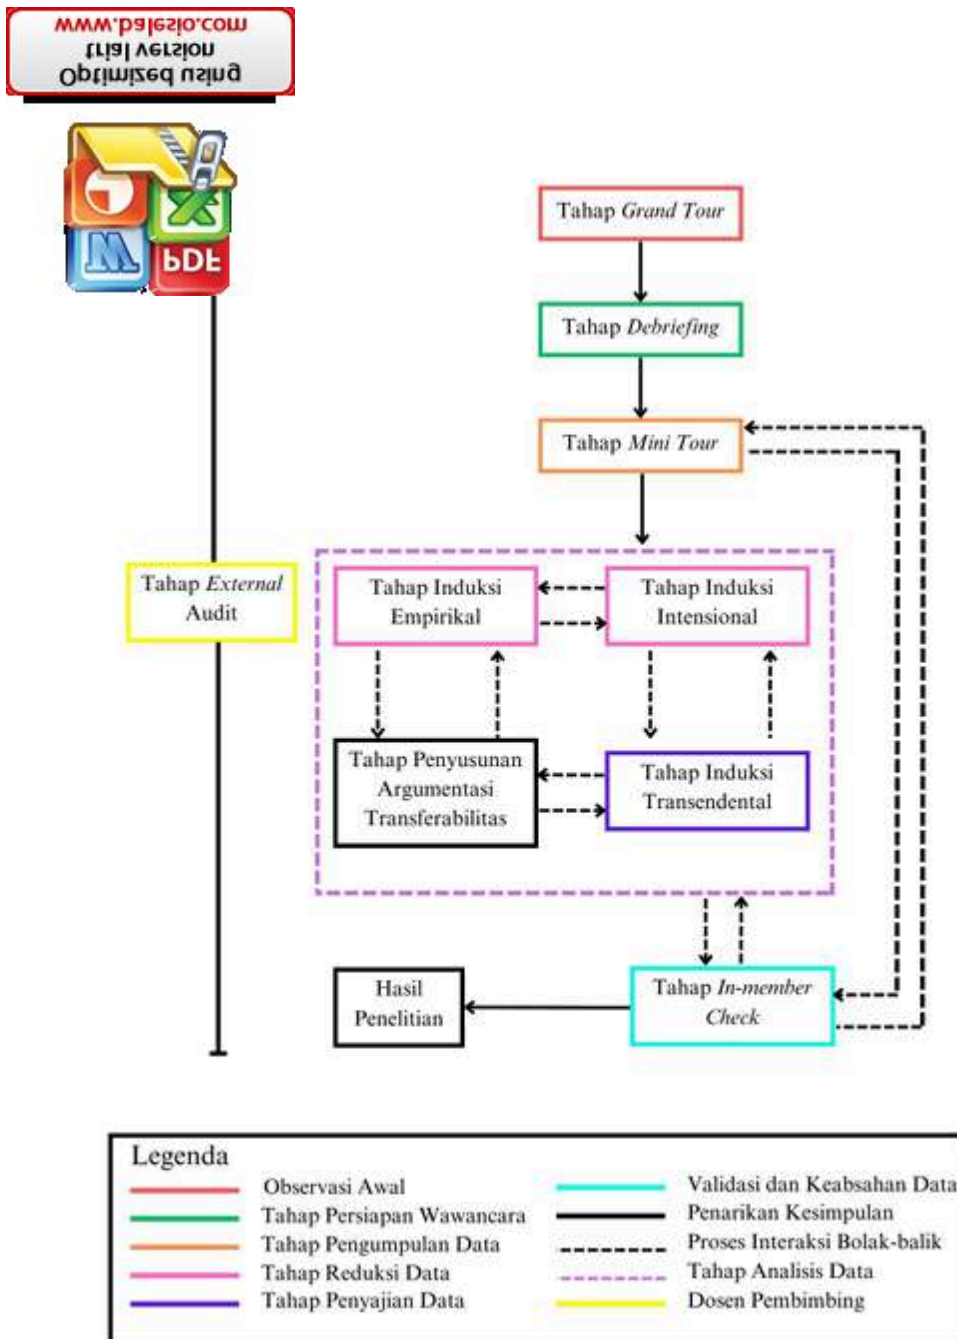 Optimized using
trial version
www.balesio.com
PDF
Tahap Grand Tour
Tahap Debriefing
Tahap Mini Tour
Tahap External
Audit
Tahap Induksi
Empirikal
Tahap Induksi
Intensional
Tahap Penyusunan
Argumentasi
Transferabilitas
Tahap Induksi
Transendental
Hasil
Penelitian
Tahap In-member
Check
Legenda
Observasi Awal
Tahap Persiapan Wawancara
Tahap Pengumpulan Data
Tahap Reduksi Data
Tahap Penyajian Data
Validasi dan Keabsahan Data
Penarikan Kesimpulan
Proses Interaksi Bolak-balik
Tahap Analisis Data
Dosen Pembimbing